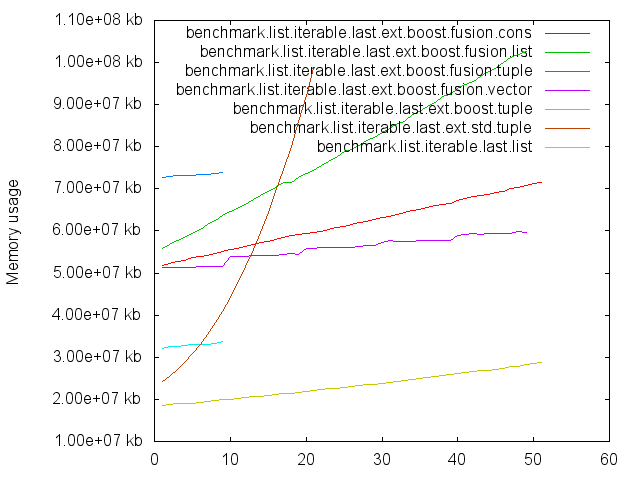 1.10e+08 kb
1.00e+08 kb
9.00e+07 kb
8.00e+07 kb
7.00e+07 kb
6.00e+07 kb
5.00e+07 kb
4.00e+07 kb
3.00e+07 kb
2.00e+07 kb
1.00e+07 kb
Memory usage
benchmark.list.iterable.last.ext.boost.fusion.cons
benchmark.list.iterable.last.ext.boost.fusion.list
benchmark.list.iterable.last.ext.boost.fusion.tuple
benchmark.list.iterable.last.ext.boost.fusion.vector
benchmark.list.iterable.last.ext.boost.tuple
benchmark.list.iterable.last.ext.std.tuple
benchmark.list.iterable.last.list
0 10 20 30 40 50 60